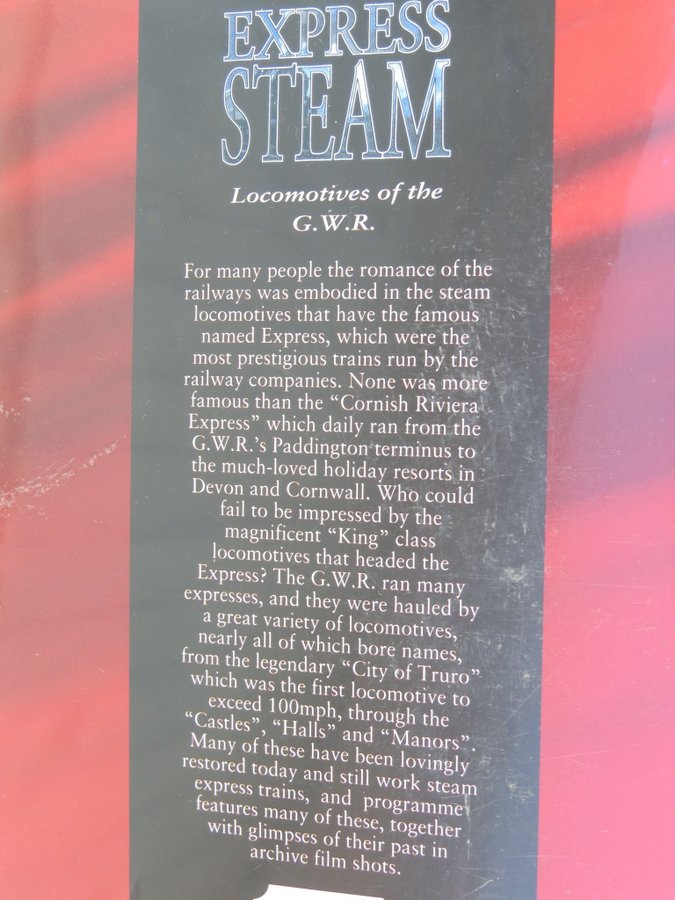 EXPRESS
STEAM
Locomotives of the
G.W.R.
For many people the romance of the
railways was embodied in the steam
locomotives that have the famous
named Express, which were the
most prestigious trains run by the
railway companies. None was more
famous than the “Cornish Riviera
Express” which daily ran from the
G.W.R.’s Paddington terminus to
the much-loved holiday resorts in
Devon and Cornwall. Who could
fail to be impressed by the
magnificent “King” class
locomotives that headed the
Express? The G.W.R. ran many
expresses, and they were hauled by
a great variety of locomotives,
nearly all of which bore names,
from the legendary “City of Truro”
which was the first locomotive to
exceed 100mph, through the
“Castles”, “Halls” and “Manors”.
Many of these have been lovingly
restored today and still work steam
express trains, and programme
features many of these, together
with glimpses of their past in
archive film shots.